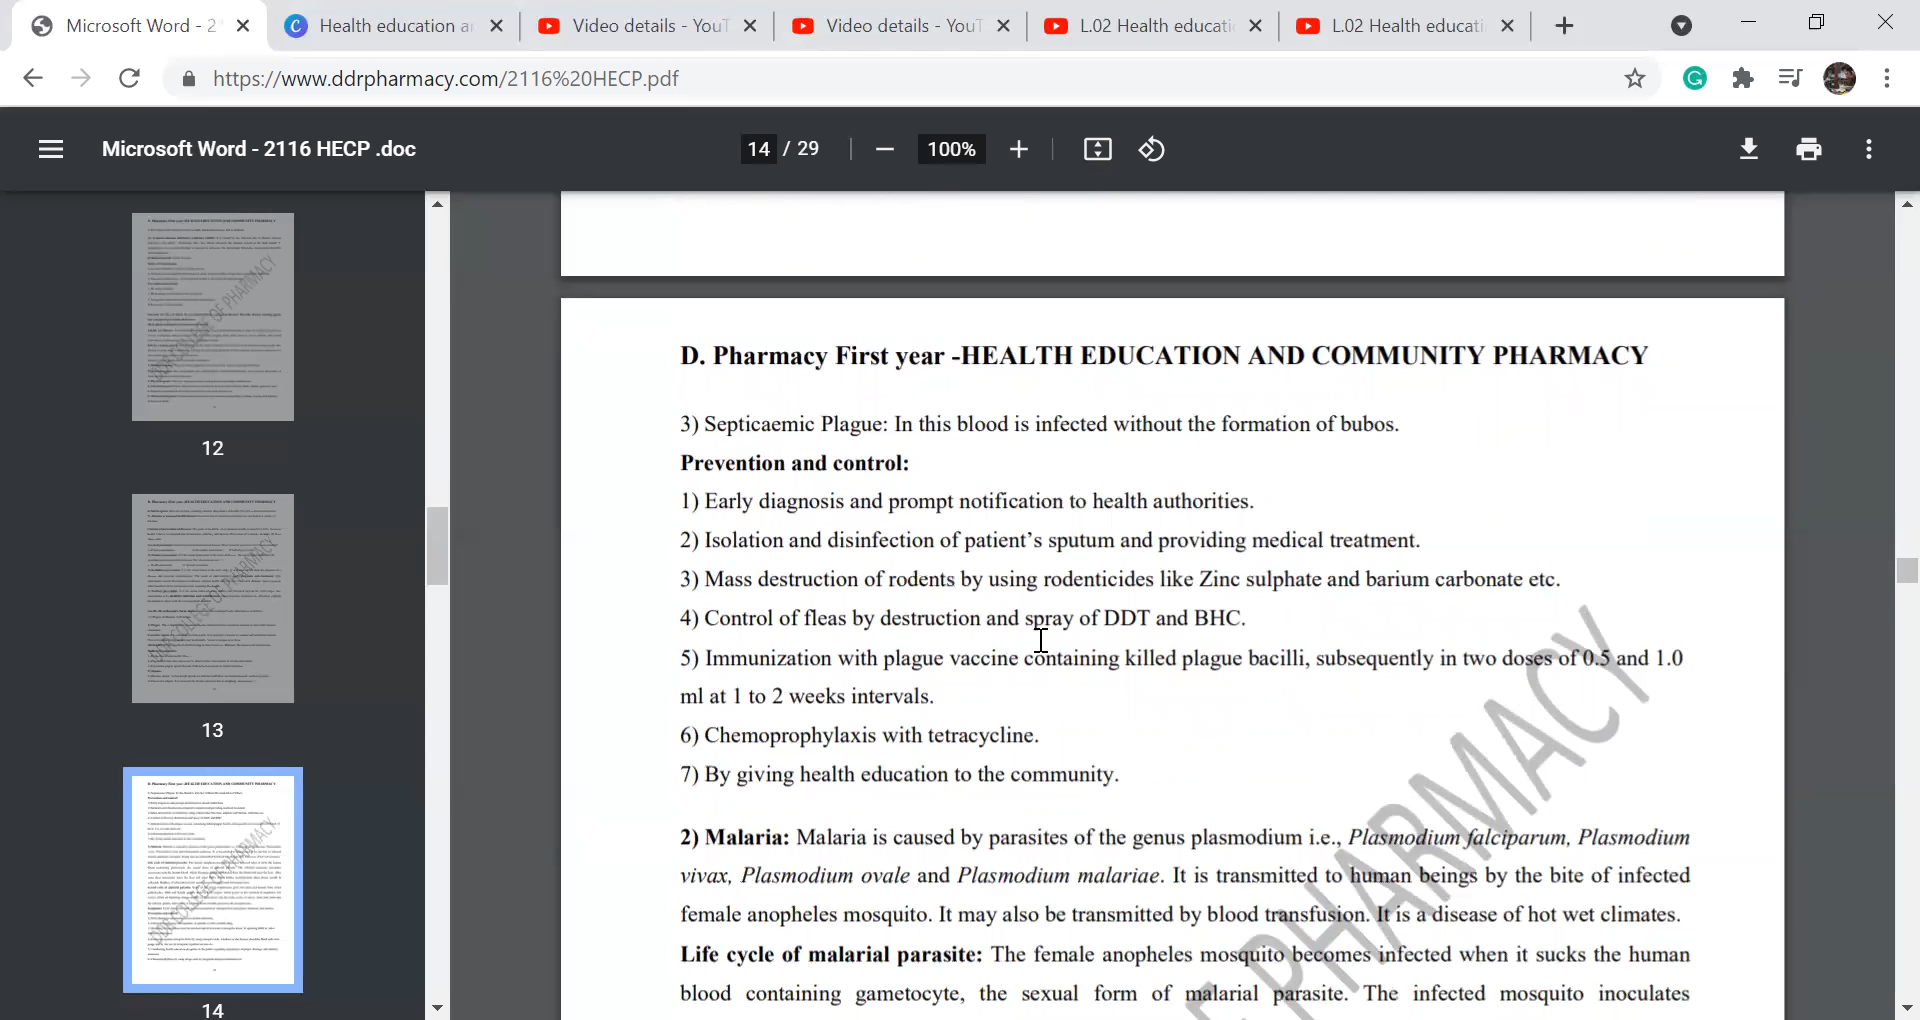 Microsoft Word - 2
Health education a
Video details - YouT
Video details - YouT
L.02 Health educati
L.02 Health educati
https://www.ddrpharmacy.com/2116%20HECP.pdf
Microsoft Word - 2116 HECP .doc
14 / 29
100%
12
13
14
D. Pharmacy First year -HEALTH EDUCATION AND COMMUNITY PHARMACY
3) Septicaemic Plague: In this blood is infected without the formation of bubos.
Prevention and control:
1) Early diagnosis and prompt notification to health authorities.
2) Isolation and disinfection of patient’s sputum and providing medical treatment.
3) Mass destruction of rodents by using rodenticides like Zinc sulphate and barium carbonate etc.
4) Control of fleas by destruction and spray of DDT and BHC.
5) Immunization with plague vaccine containing killed plague bacilli, subsequently in two doses of 0.5 and 1.0
ml at 1 to 2 weeks intervals.
6) Chemoprophylaxis with tetracycline.
7) By giving health education to the community.
2) Malaria: Malaria is caused by parasites of the genus plasmodium i.e., Plasmodium falciparum, Plasmodium
vivax, Plasmodium ovale and Plasmodium malariae. It is transmitted to human beings by the bite of infected
female anopheles mosquito. It may also be transmitted by blood transfusion. It is a disease of hot wet climates.
Life cycle of malarial parasite: The female anopheles mosquito becomes infected when it sucks the human
blood containing gametocyte, the sexual form of malarial parasite. The infected mosquito inoculates
PHARMACY